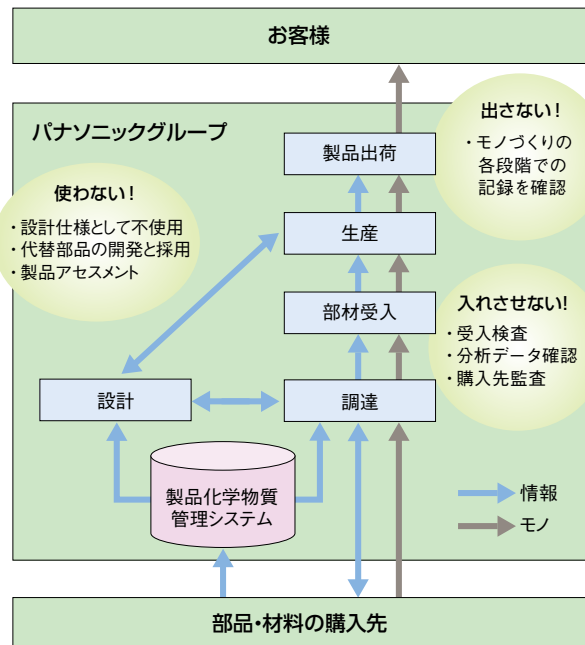 お客様
パナソニックグループ
出さない!
・モノづくりの
各段階での
記録を確認
製品出荷
使わない!
・設計仕様として不使用
・代替部品の開発と採用
・製品アセスメント
生産
部材受入
入れさせない!
・受入検査
・分析データ確認
・購入先監査
設計
調達
製品化学物質
管理システム
情報
モノ
部品・材料の購入先